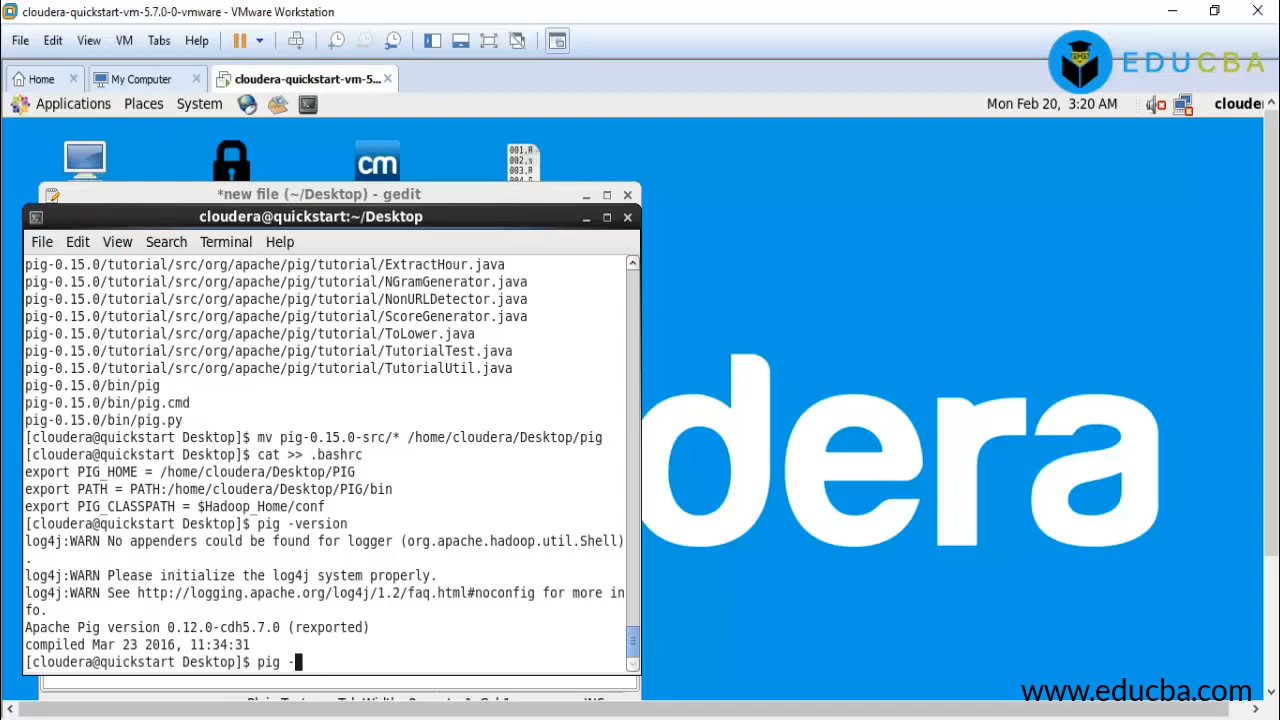 cloudera-quickstart-vm-5.7.0-0-vmware - VMware Workstation
File Edit View VM Tabs Help
EDUCBA
Home My Computer cloudera-quickstart-vm-5...
Applications Places System Mon Feb 20, 3:20 AM cloude
001,R
002,s
003,R
cm
*new file (~/Desktop) - gedit
cloudera@quickstart:~/Desktop
File Edit View Search Terminal Help
pig-0.15.0/tutorial/src/org/apache/pig/tutorial/ExtractHour.java
pig-0.15.0/tutorial/src/org/apache/pig/tutorial/NGramGenerator.java
pig-0.15.0/tutorial/src/org/apache/pig/tutorial/NonURLDetector.java
pig-0.15.0/tutorial/src/org/apache/pig/tutorial/ScoreGenerator.java
pig-0.15.0/tutorial/src/org/apache/pig/tutorial/ToLower.java
pig-0.15.0/tutorial/src/org/apache/pig/tutorial/TutorialTest.java
pig-0.15.0/tutorial/src/org/apache/pig/tutorial/TutorialUtil.java
pig-0.15.0/bin/pig
pig-0.15.0/bin/pig.cmd
pig-0.15.0/bin/pig.py
[cloudera@quickstart Desktop]$ mv pig-0.15.0-src/* /home/cloudera/Desktop/pig
[cloudera@quickstart Desktop]$ cat >> .bashrc
export PIG_HOME = /home/cloudera/Desktop/PIG
export PATH = PATH:/home/cloudera/Desktop/PIG/bin
export PIG_CLASSPATH = $Hadoop_Home/conf
[cloudera@quickstart Desktop]$ pig -version
log4j:WARN No appenders could be found for logger (org.apache.hadoop.util.Shell)
.
log4j:WARN Please initialize the log4j system properly.
log4j:WARN See http://logging.apache.org/log4j/1.2/faq.html#noconfig for more in
fo.
Apache Pig version 0.12.0-cdh5.7.0 (rexported)
compiled Mar 23 2016, 11:34:31
[cloudera@quickstart Desktop]$ pig -
dera
www.educba.com